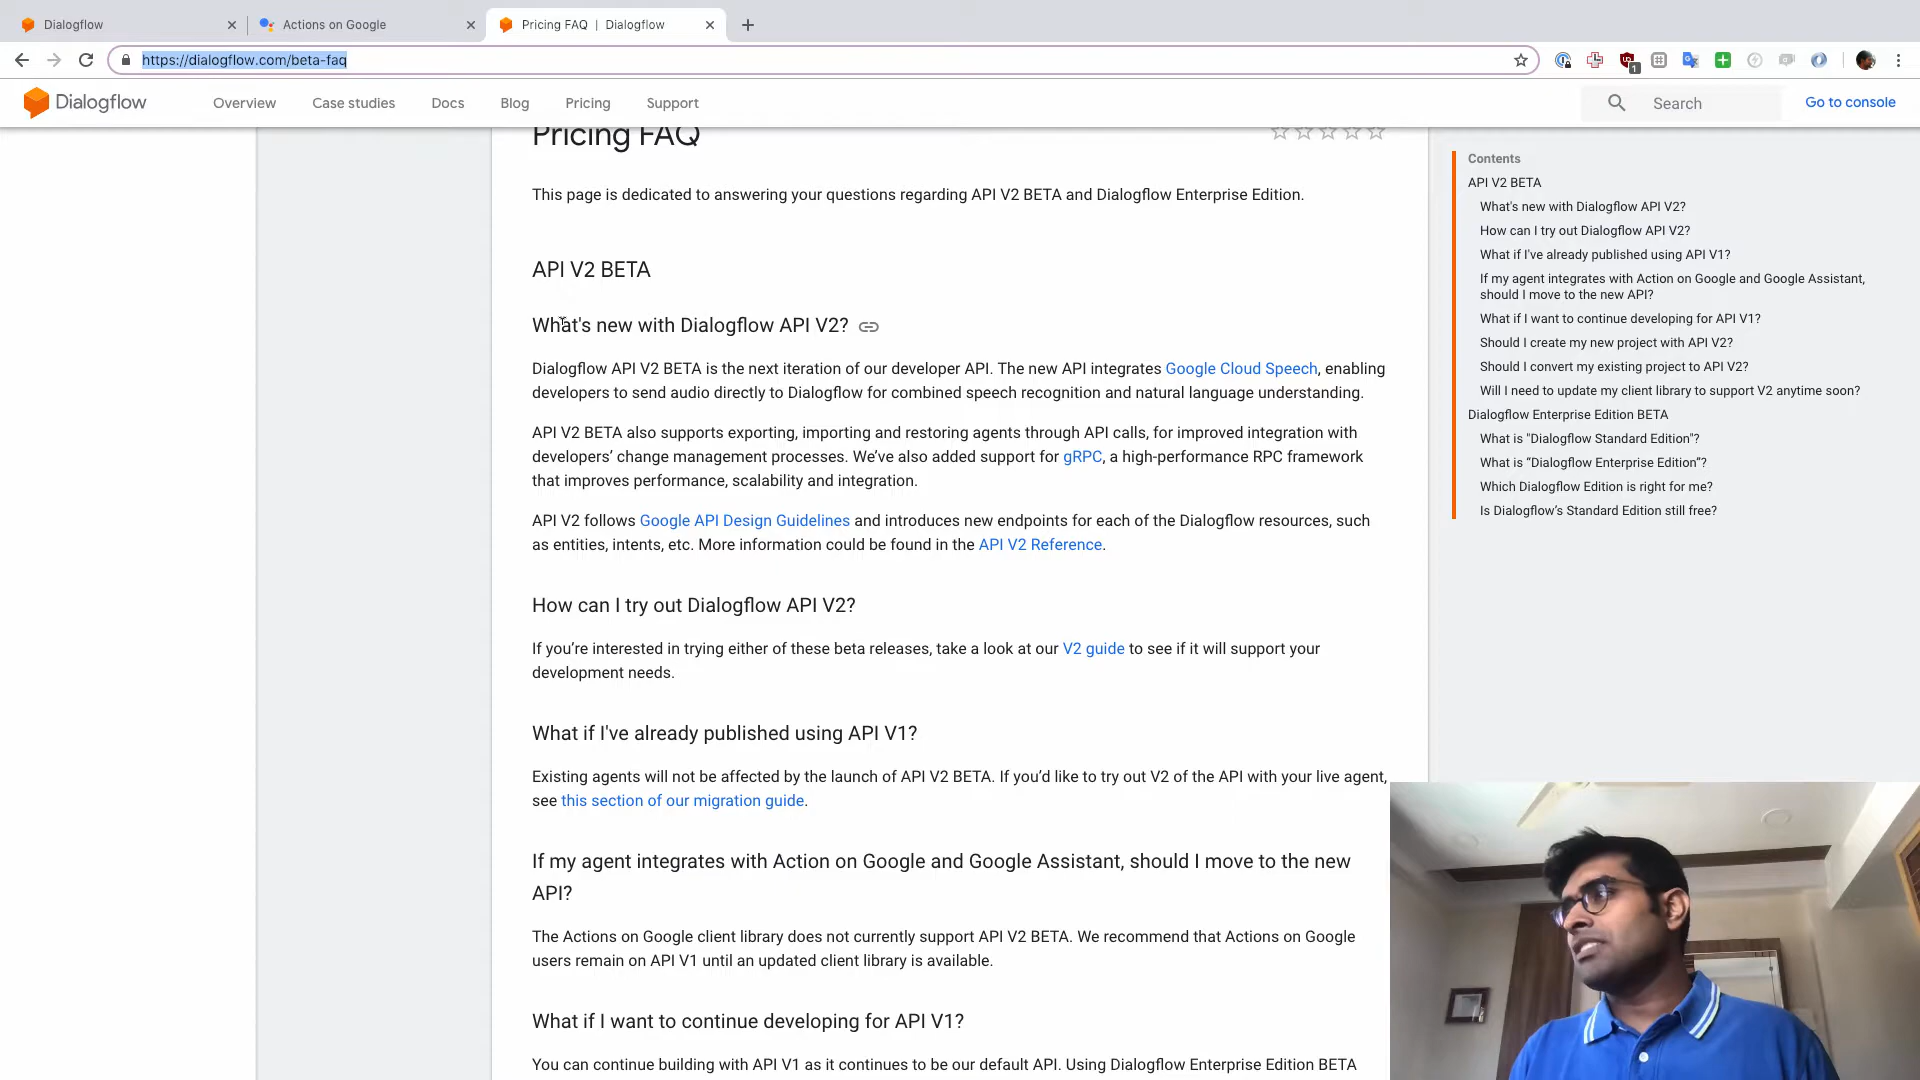 Dialogflow
Actions on Google
Pricing FAQ | Dialogflow
https://dialogflow.com/beta-faq
1
Dialogflow
Overview
Case studies
Docs
Blog
Pricing
Support
Search
Go to console
Pricing FAQ
This page is dedicated to answering your questions regarding API V2 BETA and Dialogflow Enterprise Edition.
API V2 BETA
What's new with Dialogflow API V2?
Dialogflow API V2 BETA is the next iteration of our developer API. The new API integrates Google Cloud Speech, enabling
developers to send audio directly to Dialogflow for combined speech recognition and natural language understanding.
API V2 BETA also supports exporting, importing and restoring agents through API calls, for improved integration with
developers’ change management processes. We’ve also added support for gRPC, a high-performance RPC framework
that improves performance, scalability and integration.
API V2 follows Google API Design Guidelines and introduces new endpoints for each of the Dialogflow resources, such
as entities, intents, etc. More information could be found in the API V2 Reference.
How can I try out Dialogflow API V2?
If you’re interested in trying either of these beta releases, take a look at our V2 guide to see if it will support your
development needs.
What if I've already published using API V1?
Existing agents will not be affected by the launch of API V2 BETA. If you’d like to try out V2 of the API with your live agent,
see this section of our migration guide.
If my agent integrates with Action on Google and Google Assistant, should I move to the new
API?
The Actions on Google client library does not currently support API V2 BETA. We recommend that Actions on Google
users remain on API V1 until an updated client library is available.
What if I want to continue developing for API V1?
You can continue building with API V1 as it continues to be our default API. Using Dialogflow Enterprise Edition BETA
Contents
API V2 BETA
What's new with Dialogflow API V2?
How can I try out Dialogflow API V2?
What if I've already published using API V1?
If my agent integrates with Action on Google and Google Assistant,
should I move to the new API?
What if I want to continue developing for API V1?
Should I create my new project with API V2?
Should I convert my existing project to API V2?
Will I need to update my client library to support V2 anytime soon?
Dialogflow Enterprise Edition BETA
What is "Dialogflow Standard Edition"?
What is “Dialogflow Enterprise Edition”?
Which Dialogflow Edition is right for me?
Is Dialogflow’s Standard Edition still free?